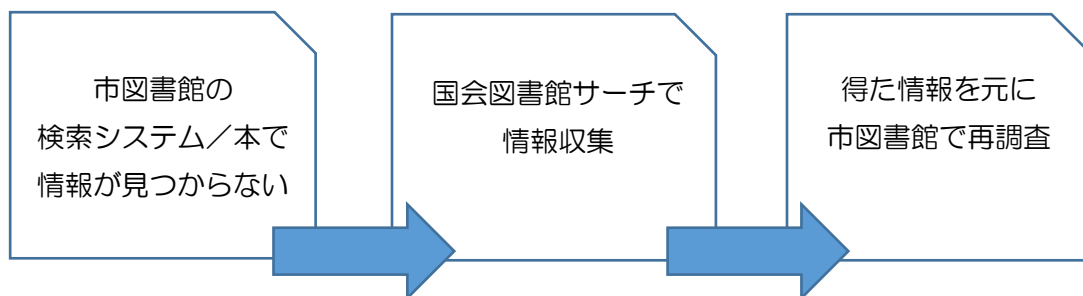 市図書館の
検索システム／本で
情報が見つからない
国会図書館サーチで
情報収集
得た情報を元に
市図書館で再調査